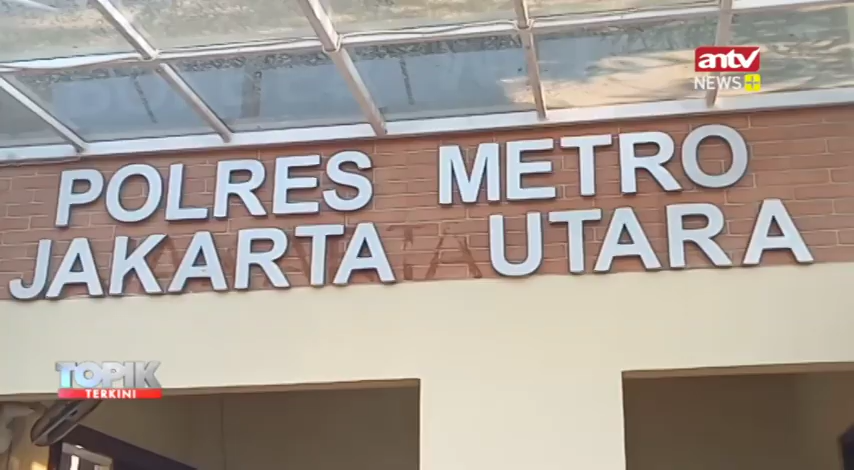 antv
NEWS+
POLRES METRO
JAKARTA UTARA
TOPIK
TERKINI